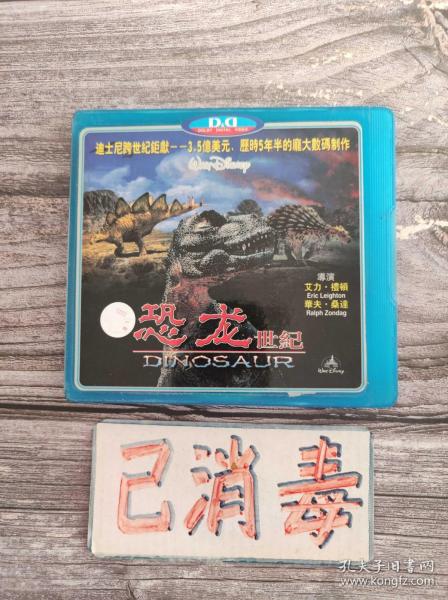 D&D
DOLBY DIGITAL VIDEO
迪士尼跨世紀鉅獻－－3.5億美元．歷時5年半的龐大數碼制作
Walt Disney
導演
艾力·禮頓
Eric Leighton
華夫·桑達
Ralph Zondag
恐龙世紀
DINOSAUR
Walt Disney
己消毒
孔夫子旧书网
www.kongfz.com